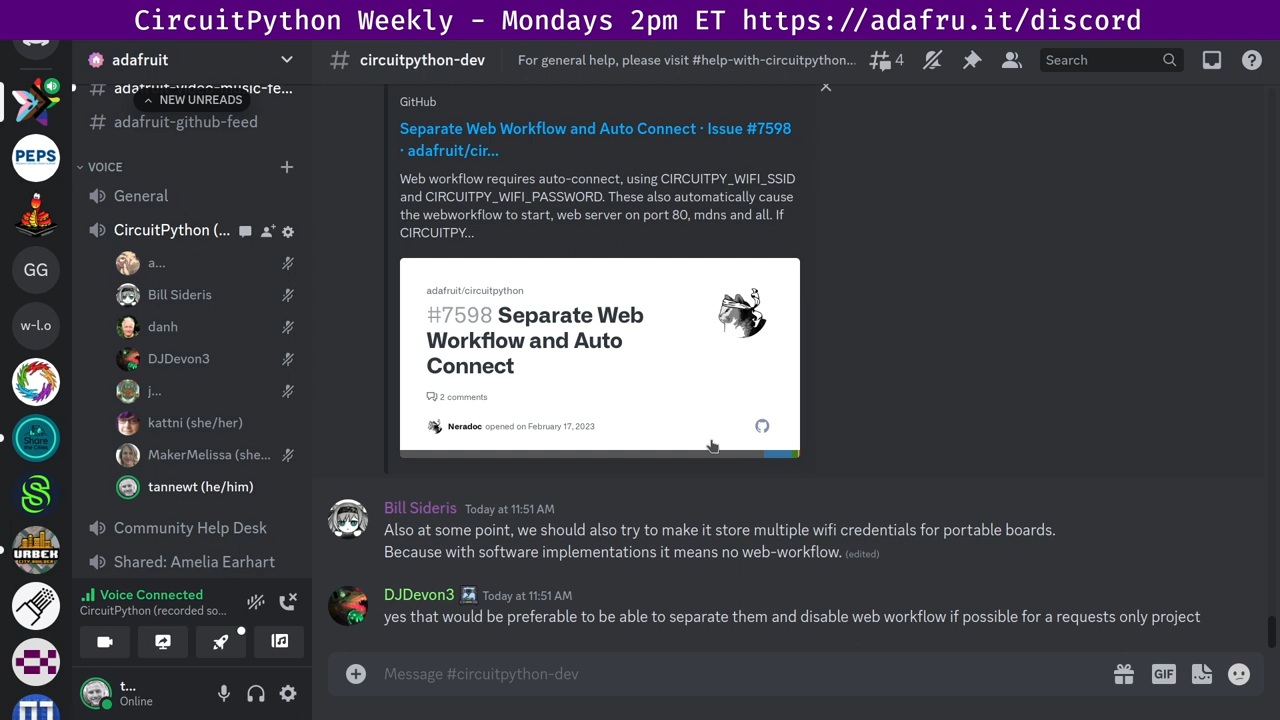 CircuitPython Weekly - Mondays 2pm ET https://adafru.it/discord
adafruit
circuitpython-dev
For general help, please visit #help-with-circuitpython...
4
Search
NEW UNREADS
adafruit-github-feed
VOICE
General
CircuitPython (...
a...
Bill Sideris
danh
DJDevon3
j...
kattni (she/her)
MakerMelissa (she...
tannewt (he/him)
Community Help Desk
Shared: Amelia Earhart
Voice Connected
CircuitPython (recorded so...
t...
Online
PEPS
GG
w-l.o
Share
URBEX
GitHub
Separate Web Workflow and Auto Connect · Issue #7598
· adafruit/cir...
Web workflow requires auto-connect, using CIRCUITPY_WIFI_SSID
and CIRCUITPY_WIFI_PASSWORD. These also automatically cause
the webworkflow to start, web server on port 80, mdns and all. If
CIRCUITPY...
adafruit/circuitpython
#7598 Separate Web
Workflow and Auto
Connect
2 comments
Neradoc opened on February 17, 2023
Bill Sideris Today at 11:51 AM
Also at some point, we should also try to make it store multiple wifi credentials for portable boards.
Because with software implementations it means no web-workflow. (edited)
DJDevon3 Today at 11:51 AM
yes that would be preferable to be able to separate them and disable web workflow if possible for a requests only project
Message #circuitpython-dev
GIF